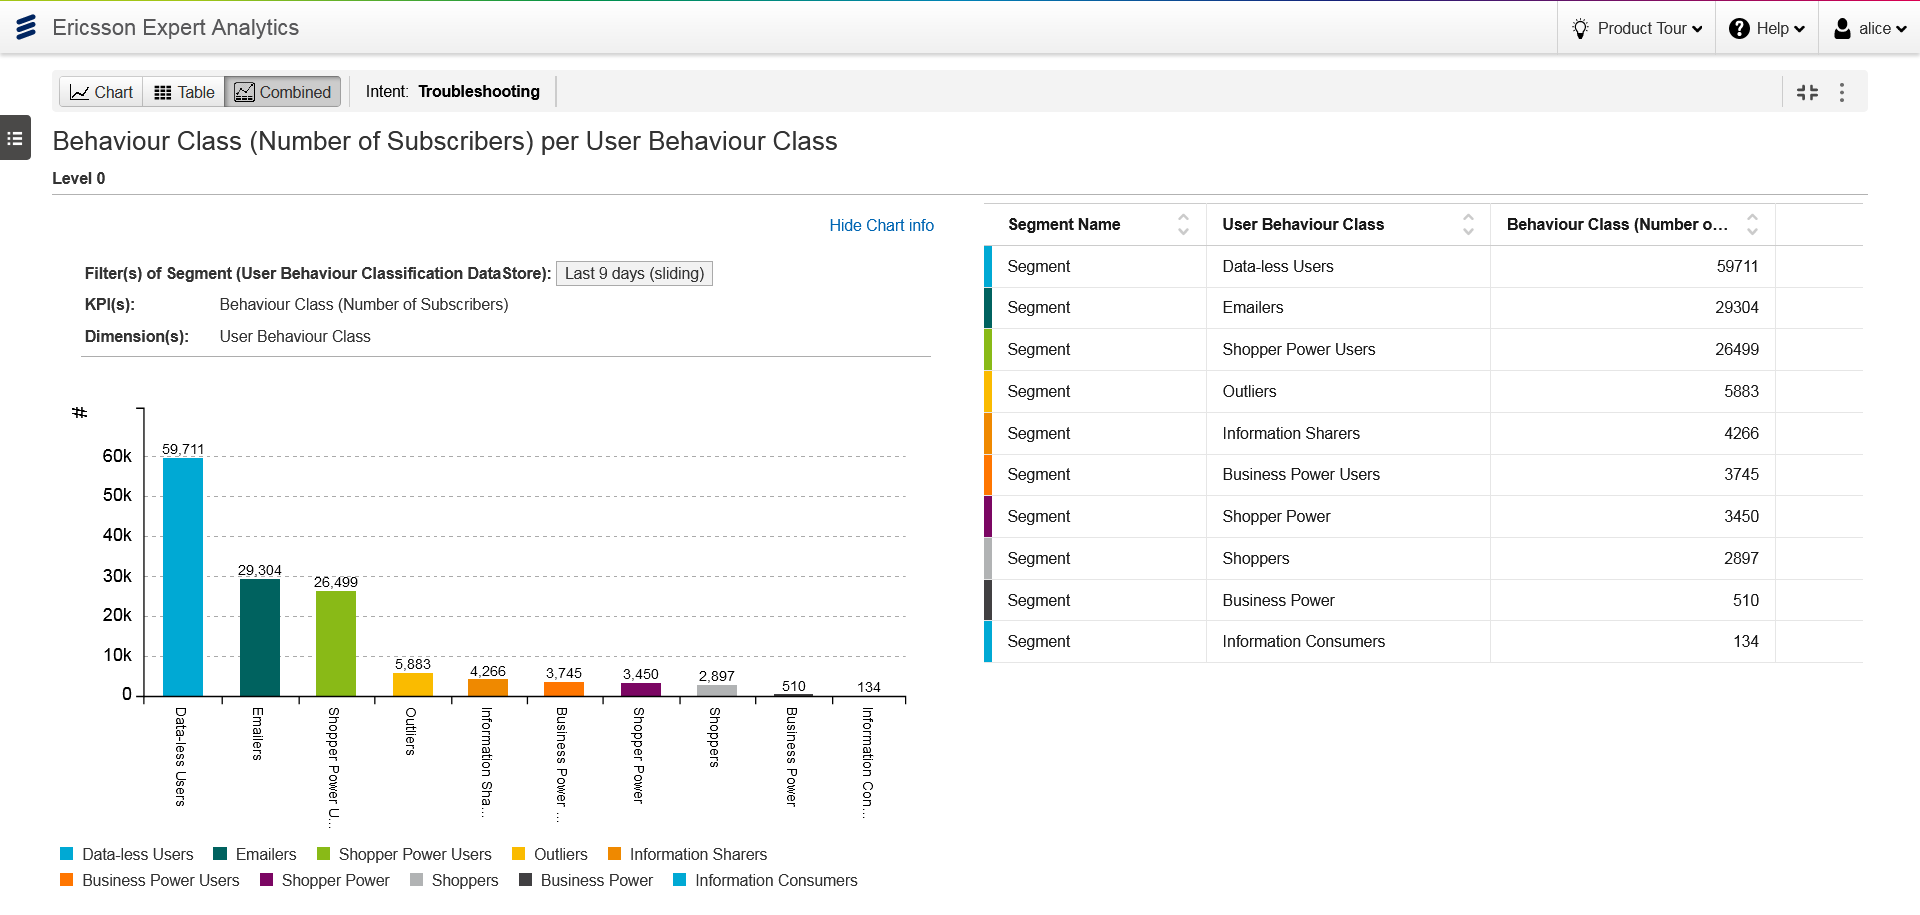 Ericsson Expert Analytics
Product Tour
Help
alice
Chart
Table
Combined
Intent: Troubleshooting
Behaviour Class (Number of Subscribers) per User Behaviour Class
Level 0
Hide Chart info
Filter(s) of Segment (User Behaviour Classification DataStore): Last 9 days (sliding)
KPI(s): Behaviour Class (Number of Subscribers)
Dimension(s): User Behaviour Class
#
60k
50k
40k
30k
20k
10k
0
59,711
29,304
26,499
5,883
4,266
3,745
3,450
2,897
510
134
Data-less Users
Emailers
Shopper Power U...
Outliers
Information Sha...
Business Power ...
Shopper Power
Shoppers
Business Power
Information Con...
Data-less Users Emailers Shopper Power Users Outliers Information Sharers
Business Power Users Shopper Power Shoppers Business Power Information Consumers
Segment Name User Behaviour Class Behaviour Class (Number o...
Segment Data-less Users 59711
Segment Emailers 29304
Segment Shopper Power Users 26499
Segment Outliers 5883
Segment Information Sharers 4266
Segment Business Power Users 3745
Segment Shopper Power 3450
Segment Shoppers 2897
Segment Business Power 510
Segment Information Consumers 134